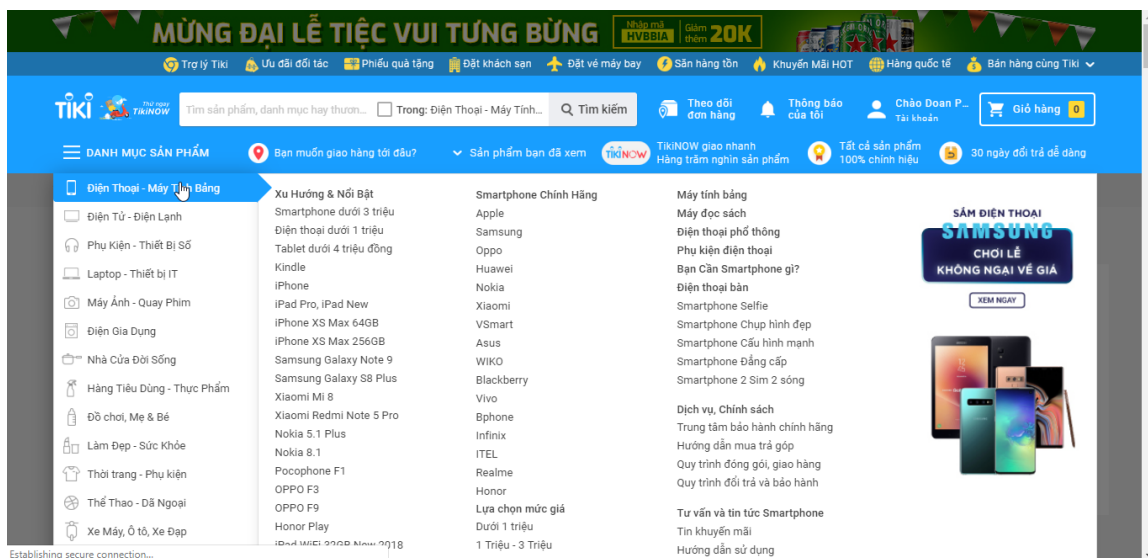 MỪNG ĐẠI LỄ TIỆC VUI TƯNG BỪNG
Nhập mã HVBBIA
Giảm thêm 20K
Trợ lý Tiki
Ưu đãi đối tác
Phiếu quà tặng
Đặt khách sạn
Đặt vé máy bay
Săn hàng tồn
Khuyến Mãi HOT
Hàng quốc tế
Bán hàng cùng Tiki
TIKI
THỬ NGAY
TIKINOW
Tìm sản phẩm, danh mục hay thươn...
Trong: Điện Thoại - Máy Tính...
Tìm kiếm
Theo dõi
đơn hàng
Thông báo
của tôi
Chào Doan P...
Tài khoản
Giỏ hàng 0
DANH MỤC SẢN PHẨM
Bạn muốn giao hàng tới đâu?
Sản phẩm bạn đã xem
TIKINOW
TikiNOW giao nhanh
Hàng trăm nghìn sản phẩm
Tất cả sản phẩm
100% chính hiệu
30 ngày đổi trả dễ dàng
Điện Thoại - Máy Tính Bảng
Điện Tử - Điện Lạnh
Phụ Kiện - Thiết Bị Số
Laptop - Thiết bị IT
Máy Ảnh - Quay Phim
Điện Gia Dụng
Nhà Cửa Đời Sống
Hàng Tiêu Dùng - Thực Phẩm
Đồ chơi, Mẹ & Bé
Làm Đẹp - Sức Khỏe
Thời trang - Phụ kiện
Thể Thao - Dã Ngoại
Xe Máy, Ô tô, Xe Đạp
Xu Hướng & Nổi Bật
Smartphone dưới 3 triệu
Điện thoại dưới 1 triệu
Tablet dưới 4 triệu đồng
Kindle
iPhone
iPad Pro, iPad New
iPhone XS Max 64GB
iPhone XS Max 256GB
Samsung Galaxy Note 9
Samsung Galaxy S8 Plus
Xiaomi Mi 8
Xiaomi Redmi Note 5 Pro
Nokia 5.1 Plus
Nokia 8.1
Pocophone F1
OPPO F3
OPPO F9
Honor Play
iPad WiFi 32GB New 2018
Smartphone Chính Hãng
Apple
Samsung
Oppo
Huawei
Nokia
Xiaomi
VSmart
Asus
WIKO
Blackberry
Vivo
Bphone
Infinix
ITEL
Realme
Honor
Lựa chọn mức giá
Dưới 1 triệu
1 Triệu - 3 Triệu
Máy tính bảng
Máy đọc sách
Điện thoại phổ thông
Phụ kiện điện thoại
Bạn Cần Smartphone gì?
Điện thoại bàn
Smartphone Selfie
Smartphone Chụp hình đẹp
Smartphone Cấu hình mạnh
Smartphone Đẳng cấp
Smartphone 2 Sim 2 sóng
Dịch vụ, Chính sách
Trung tâm bảo hành chính hãng
Hướng dẫn mua trả góp
Quy trình đóng gói, giao hàng
Quy trình đổi trả và bảo hành
Tư vấn và tin tức Smartphone
Tin khuyến mãi
Hướng dẫn sử dụng
SẮM ĐIỆN THOẠI
SAMSUNG
CHƠI LỄ
KHÔNG NGẠI VỀ GIÁ
XEM NGAY
Establishing secure connection...